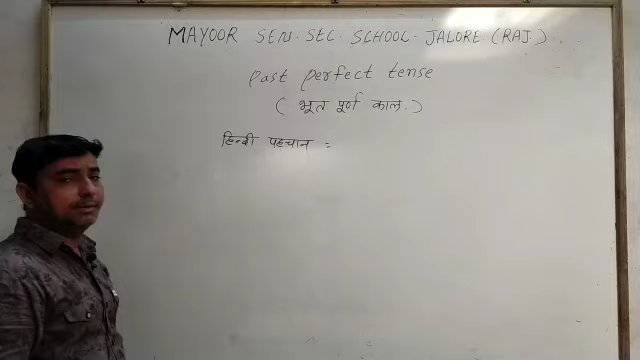 MAYOOR SEN. SEC. SCHOOL. JALORE (RAJ).
Past perfect tense
( भूत पूर्ण काल. )
हिन्दी पहचान :-